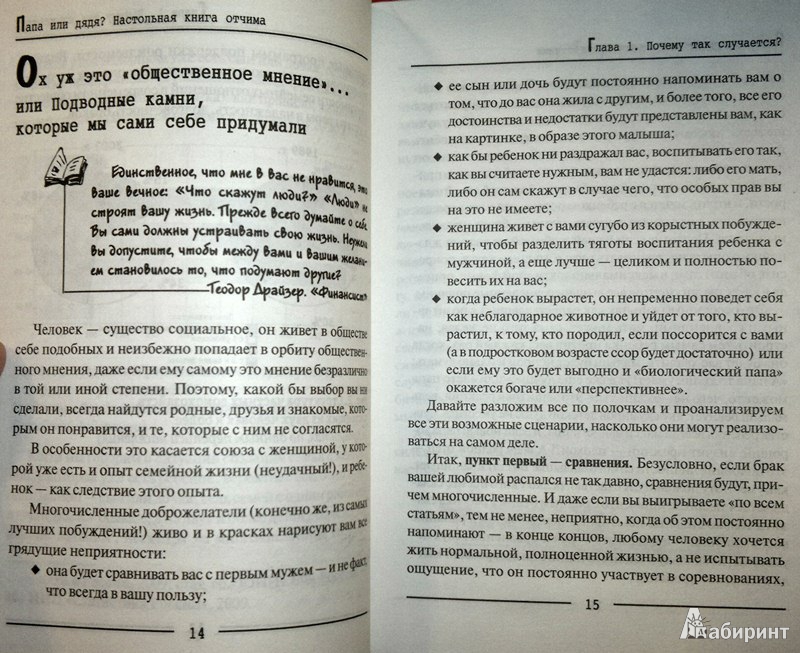 Папа или дядя? Настольная книга отчима
Ох уж это «общественное мнение»...
или Подводные камни,
которые мы сами себе придумали
Единственное, что мне в вас не нравится, это
ваше вечное: «Что скажут люди?» «Люди» не
строят вашу жизнь. Прежде всего думайте о себе.
Вы сами должны устраивать свою жизнь. Неужели
вы допустите, чтобы между вами и вашим желани-
ем становилось то, что подумают другие?
Теодор Драйзер. «Финансист»
Человек — существо социальное, он живет в обществе
себе подобных и неизбежно попадает в орбиту обществен-
ного мнения, даже если ему самому это мнение безразлично
в той или иной степени. Поэтому, какой бы выбор вы ни
сделали, всегда найдутся родные, друзья и знакомые, кото-
рым он понравится, и те, которые с ним не согласятся.
В особенности это касается союза с женщиной, у кото-
рой уже есть и опыт семейной жизни (неудачный!), и ребе-
нок — как следствие этого опыта.
Многочисленные доброжелатели (конечно же, из самых
лучших побуждений!) живо и в красках нарисуют вам все
грядущие неприятности:
◆ она будет сравнивать вас с первым мужем — и не факт,
что всегда в вашу пользу;
14
Глава 1. Почему так случается?
◆ ее сын или дочь будут постоянно напоминать вам о
том, что до вас она жила с другим, и более того, все его
достоинства и недостатки будут представлены вам, как
на картинке, в образе этого малыша;
◆ как бы ребенок ни раздражал вас, воспитывать его так,
как вы считаете нужным, вам не удастся: либо его мать,
либо он сам скажут в случае чего, что особых прав вы
на это не имеете;
◆ женщина живет с вами сугубо из корыстных побужде-
ний, чтобы разделить тяготы воспитания ребенка с
мужчиной, а еще лучше — целиком и полностью по-
весить их на вас;
◆ когда ребенок вырастет, он непременно поведет себя
как неблагодарное животное и уйдет от того, кто вы-
растил, к тому, кто породил, если поссорится с вами
(а в подростковом возрасте ссор будет достаточно) или
если ему это будет выгодно и «биологический папа»
окажется богаче или «перспективнее».
Давайте разложим все по полочкам и проанализируем
все эти возможные сценарии, насколько они могут реализо-
ваться на самом деле.
Итак, пункт первый — сравнения. Безусловно, если брак
вашей любимой распался не так давно, сравнения будут, при-
чем многочисленные. И даже если вы выигрываете «по всем
статьям», тем не менее, неприятно, когда об этом постоянно
напоминают — в конце концов, любому человеку хочется
жить нормальной, полноценной жизнью, а не испытывать
ощущение, что он постоянно участвует в соревнованиях,
15
Лабиринт